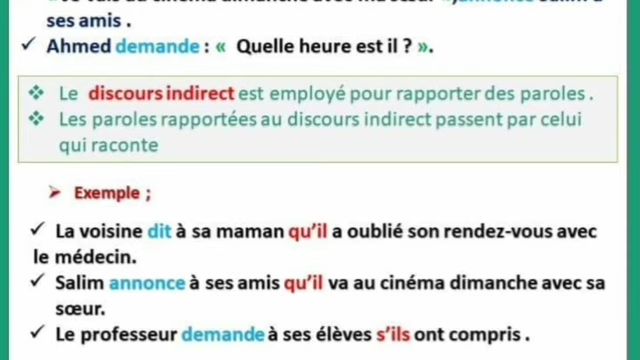 ses amis .
✓ Ahmed demande : « Quelle heure est il ? ».
❖ Le discours indirect est employé pour rapporter des paroles .
❖ Les paroles rapportées au discours indirect passent par celui
qui raconte
➤ Exemple ;
✓ La voisine dit à sa maman qu’il a oublié son rendez-vous avec
le médecin.
✓ Salim annonce à ses amis qu’il va au cinéma dimanche avec sa
sœur.
✓ Le professeur demande à ses élèves s’ils ont compris .